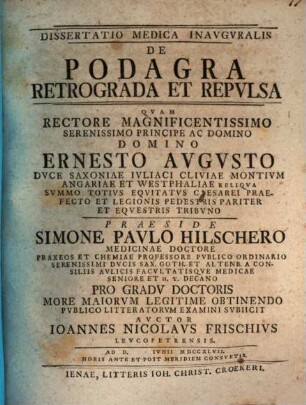 DISSERTATIO MEDICA INAVGVRALIS
DE
PODAGRA
RETROGRADA ET REPVLSA
QVAM
RECTORE MAGNIFICENTISSIMO
SERENISSIMO PRINCIPE AC DOMINO
DOMINO
ERNESTO AVGVSTO
DVCE SAXONIAE IVLIACI CLIVIAE MONTIVM
ANGARIAE ET WESTPHALIAE RELIQVA
SVMMO TOTIVS EQVITATVS CAESAREI PRAE-
FECTO ET LEGIONIS PEDESTRIS PARITER
ET EQVESTRIS TRIBVNO
PRAESIDE
SIMONE PAVLO HILSCHERO
MEDICINAE DOCTORE
PRAXEOS ET CHEMIAE PROFESSORE PVBLICO ORDINARIO
SERENISSIMI DVCIS SAX. GOTH. ET ALTENB. A CON-
SILIIS AVLICIS FACVLTATISQVE MEDICAE
SENIORE ET H. T. DECANO
PRO GRADV DOCTORIS
MORE MAIORVM LEGITIME OBTINENDO
PVBLICO LITTERATORVM EXAMINI SVBIICIT
AVCTOR
IOANNES NICOLAVS FRISCHIVS
LEVCOPETRENSIS.
AD D. IVNII MDCCXLVII.
HORIS ANTE ET POST MERIDIEM CONSVETIS.
IENAE, LITTERIS IOH. CHRIST. CROEKERI.